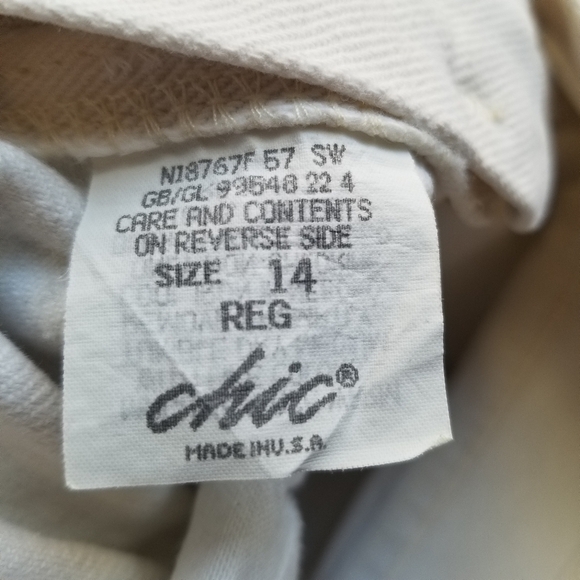 N18767F 57 SW
GB/GL 99548 22 4
CARE AND CONTENTS
ON REVERSE SIDE
SIZE 14
REG
chic®
MADE IN U.S.A.